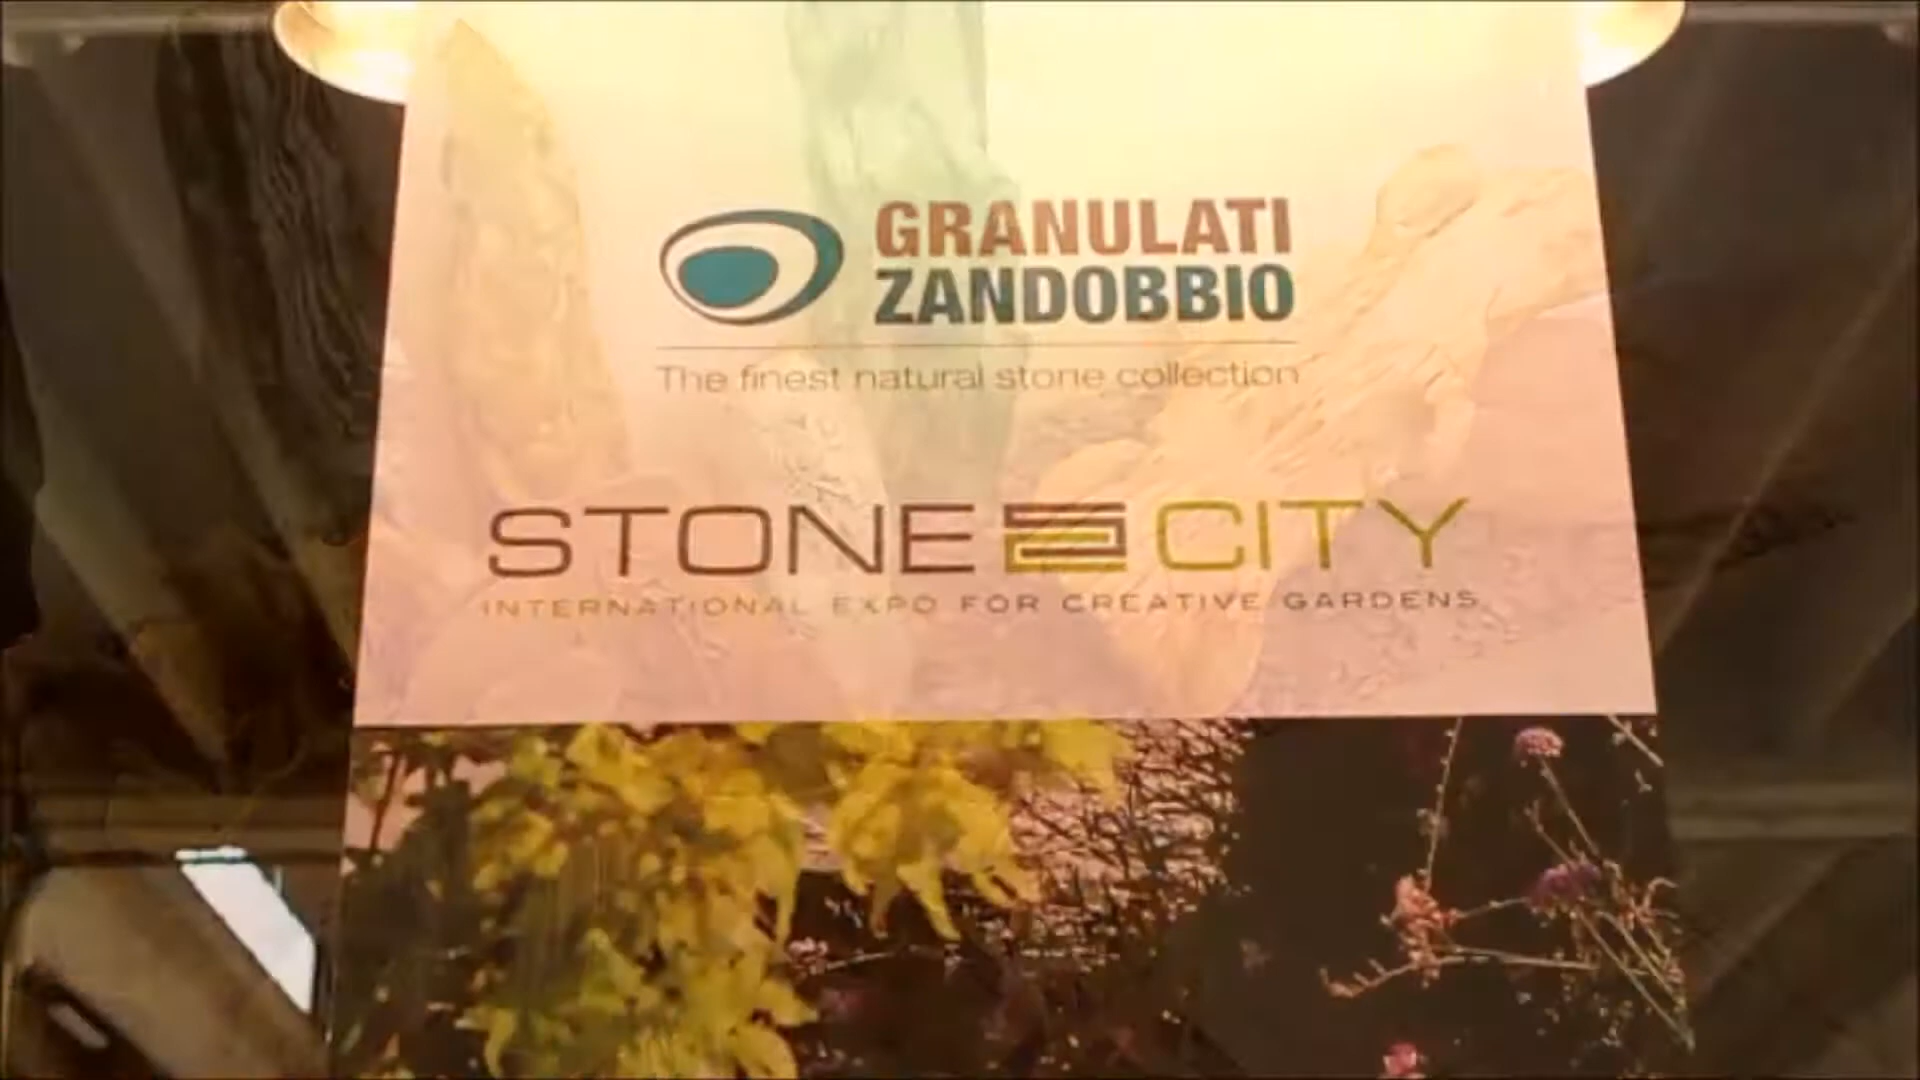 GRANULATI
ZANDOBBIO
The finest natural stone collection
STONE CITY
INTERNATIONAL EXPO FOR CREATIVE GARDENS